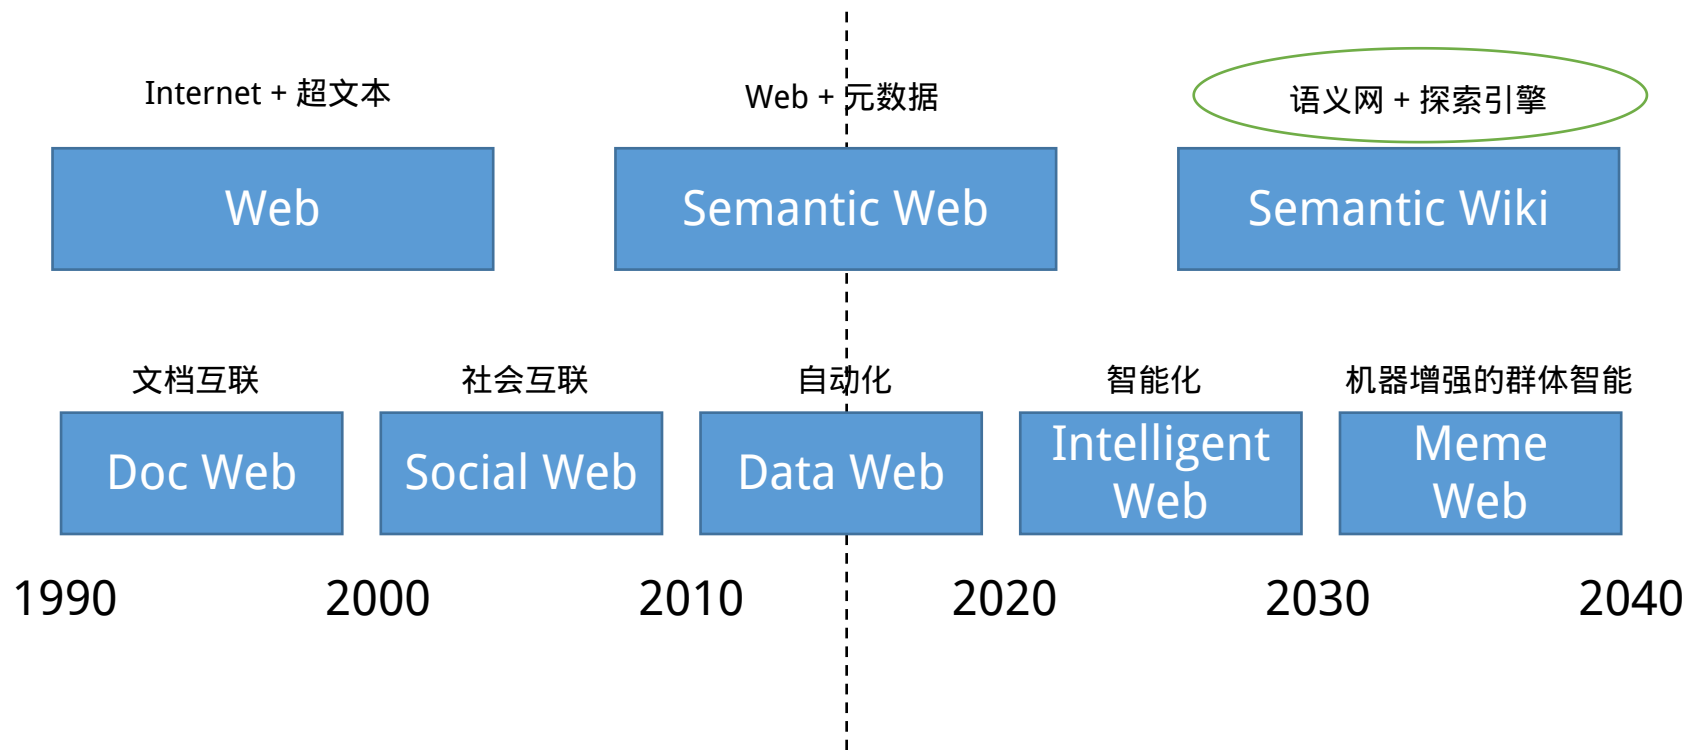 Internet + 超文本
Web + 元数据
语义网 + 探索引擎
Web
Semantic Web
Semantic Wiki
文档互联
社会互联
自动化
智能化
机器增强的群体智能
Doc Web
Social Web
Data Web
Intelligent
Web
Meme
Web
1990
2000
2010
2020
2030
2040